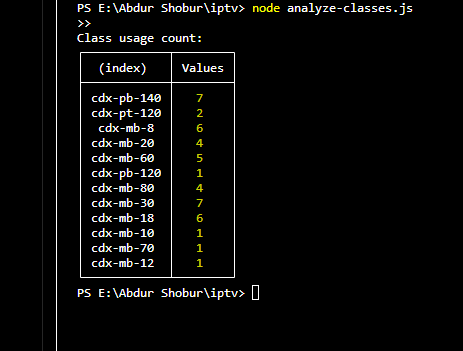 PS E:\Abdur Shobur\iptv> node analyze-classes.js
>>
Class usage count:
(index) Values
cdx-pb-140 7
cdx-pt-120 2
cdx-mb-8 6
cdx-mb-20 4
cdx-mb-60 5
cdx-pb-120 1
cdx-mb-80 4
cdx-mb-30 7
cdx-mb-18 6
cdx-mb-10 1
cdx-mb-70 1
cdx-mb-12 1
PS E:\Abdur Shobur\iptv>